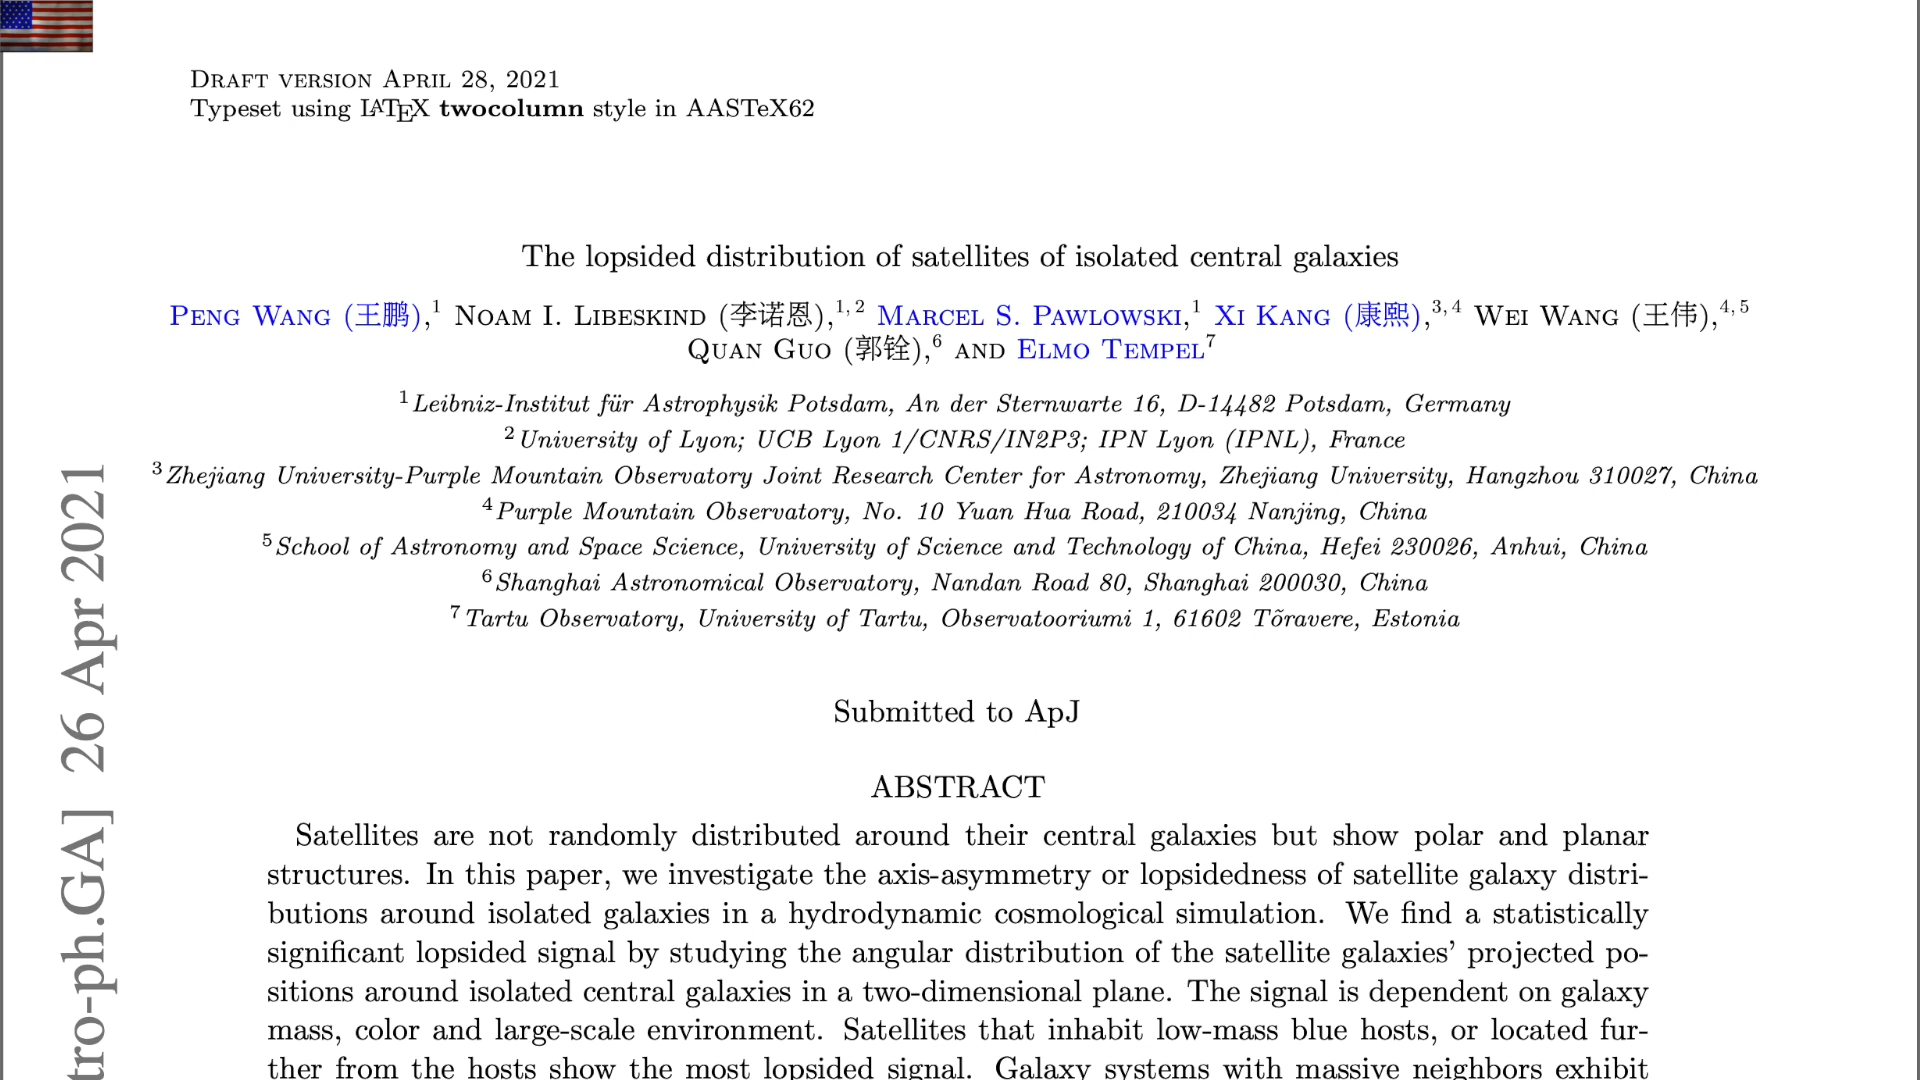 Draft version April 28, 2021
Typeset using LATEX twocolumn style in AASTeX62
The lopsided distribution of satellites of isolated central galaxies
Peng Wang (王鹏),1 Noam I. Libeskind (李诺恩),1, 2 Marcel S. Pawlowski,1 Xi Kang (康熙),3, 4 Wei Wang (王伟),4, 5
Quan Guo (郭铨),6 and Elmo Tempel7
1Leibniz-Institut für Astrophysik Potsdam, An der Sternwarte 16, D-14482 Potsdam, Germany
2University of Lyon; UCB Lyon 1/CNRS/IN2P3; IPN Lyon (IPNL), France
3Zhejiang University-Purple Mountain Observatory Joint Research Center for Astronomy, Zhejiang University, Hangzhou 310027, China
4Purple Mountain Observatory, No. 10 Yuan Hua Road, 210034 Nanjing, China
5School of Astronomy and Space Science, University of Science and Technology of China, Hefei 230026, Anhui, China
6Shanghai Astronomical Observatory, Nandan Road 80, Shanghai 200030, China
7Tartu Observatory, University of Tartu, Observatooriumi 1, 61602 Tõravere, Estonia
Submitted to ApJ
ABSTRACT
Satellites are not randomly distributed around their central galaxies but show polar and planar
structures. In this paper, we investigate the axis-asymmetry or lopsidedness of satellite galaxy distri-
butions around isolated galaxies in a hydrodynamic cosmological simulation. We find a statistically
significant lopsided signal by studying the angular distribution of the satellite galaxies' projected po-
sitions around isolated central galaxies in a two-dimensional plane. The signal is dependent on galaxy
mass, color and large-scale environment. Satellites that inhabit low-mass blue hosts, or located fur-
ther from the hosts show the most lopsided signal. Galaxy systems with massive neighbors exhibit
tro-ph.GA] 26 Apr 2021